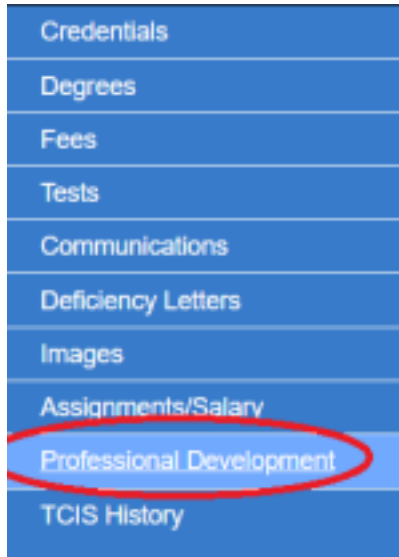 Credentials
Degrees
Fees
Tests
Communications
Deficiency Letters
Images
Assignments/Salary
Professional Development
TCIS History